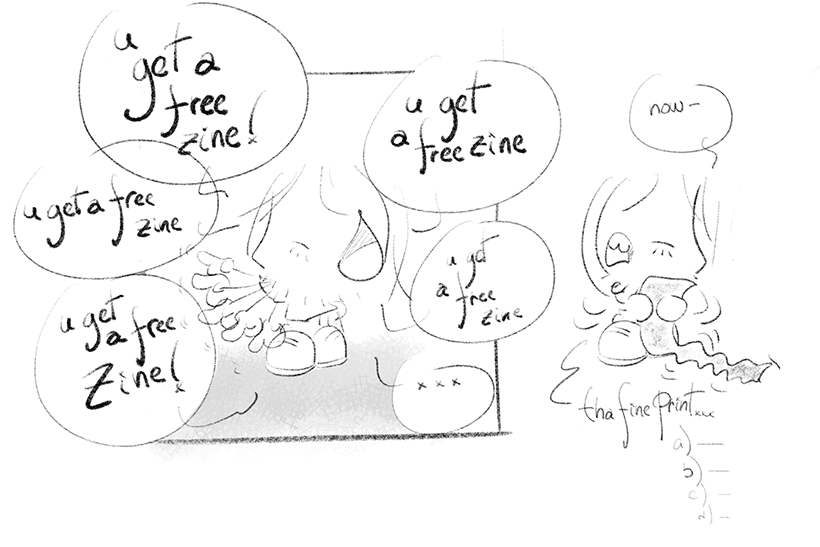 u
get a
free
zine!
u get
a free zine
now-
u get a free
zine
u get
a free
zine
u get
a free
Zine!
x x x
tha fine print...
a) —
b) —
c) —
d) —